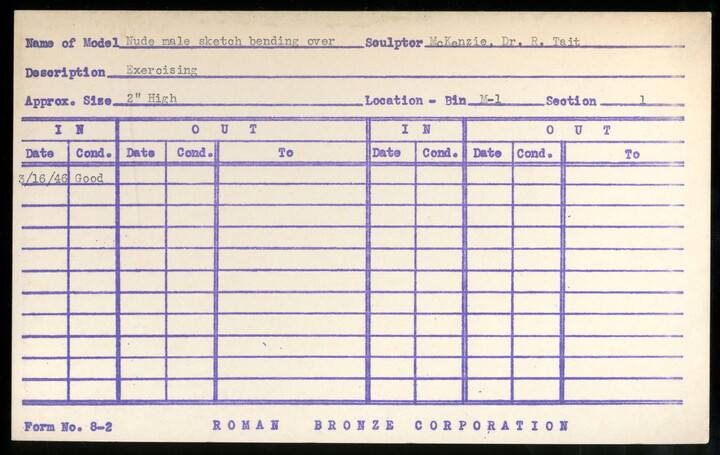 Name of Model Nude male sketch bending over Sculptor McKenzie, Dr. R. Tait
Description Exercising
Approx. Size 2" High Location - Bin M-1 Section 1
IN OUT IN OUT
Date Cond. Date Cond. To Date Cond. Date Cond. To
3/16/46 Good
Form No. 8-2 ROMAN BRONZE CORPORATION